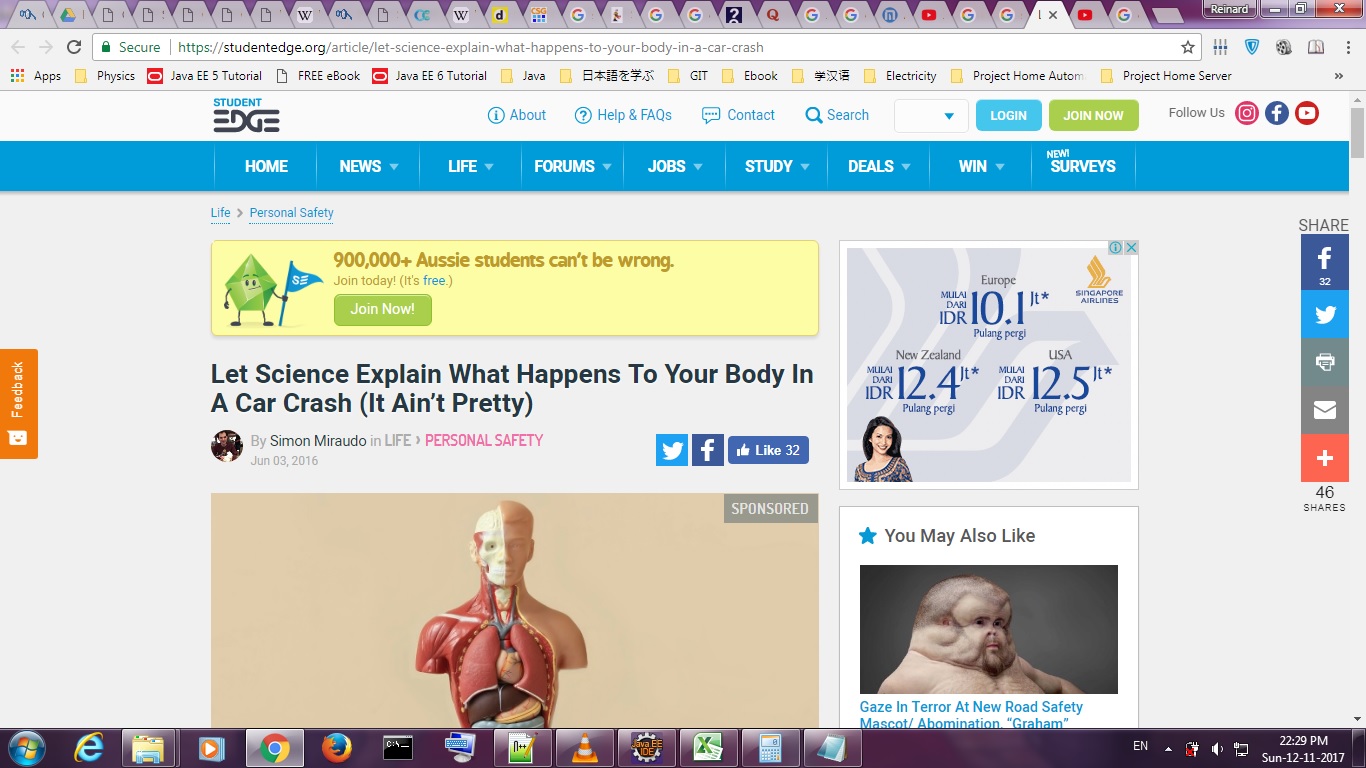 Reinard
Secure
https://studentedge.org/article/let-science-explain-what-happens-to-your-body-in-a-car-crash
Apps
Physics
Java EE 5 Tutorial
FREE eBook
Java EE 6 Tutorial
Java
日本語を学ぶ
GIT
Ebook
学汉语
Electricity
Project Home Autom
Project Home Server
STUDENT
EDGE
About
Help & FAQs
Contact
Search
LOGIN
JOIN NOW
Follow Us
HOME
NEWS
LIFE
FORUMS
JOBS
STUDY
DEALS
WIN
NEW!
SURVEYS
Life > Personal Safety
SHARE
900,000+ Aussie students can't be wrong.
Join today! (It's free.)
Join Now!
SE
SINGAPORE
AIRLINES
Europe
MULAI
DARI
IDR 10.1 Jt*
Pulang pergi
New Zealand
MULAI
DARI
IDR 12.4 Jt*
Pulang pergi
USA
MULAI
DARI
IDR 12.5 Jt*
Pulang pergi
32
46
SHARES
Feedback
Let Science Explain What Happens To Your Body In
A Car Crash (It Ain't Pretty)
By Simon Miraudo in LIFE > PERSONAL SAFETY
Jun 03, 2016
Like 32
SPONSORED
You May Also Like
Gaze In Terror At New Road Safety
Mascot/ Abomination, "Graham"
C:\_
N++
Java EE
IDE
EN
22:29 PM
Sun-12-11-2017